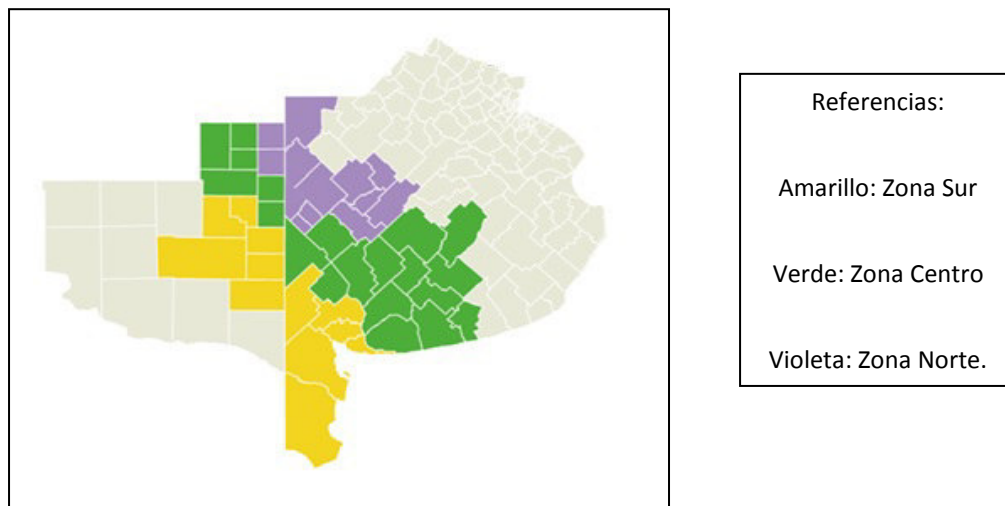 Referencias:
Amarillo: Zona Sur
Verde: Zona Centro
Violeta: Zona Norte.